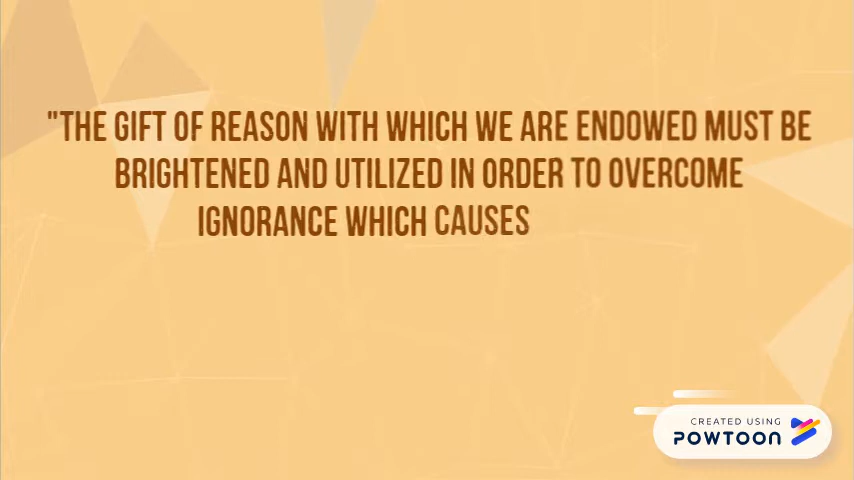 "THE GIFT OF REASON WITH WHICH WE ARE ENDOWED MUST BE
BRIGHTENED AND UTILIZED IN ORDER TO OVERCOME
IGNORANCE WHICH CAUSES
CREATED USING
POWTOON